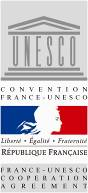 UNESCO
CONVENTION
FRANCE-UNESCO
Liberté • Égalité • Fraternité
RÉPUBLIQUE FRANÇAISE
FRANCE-UNESCO
COOPERATION
AGREEMENT